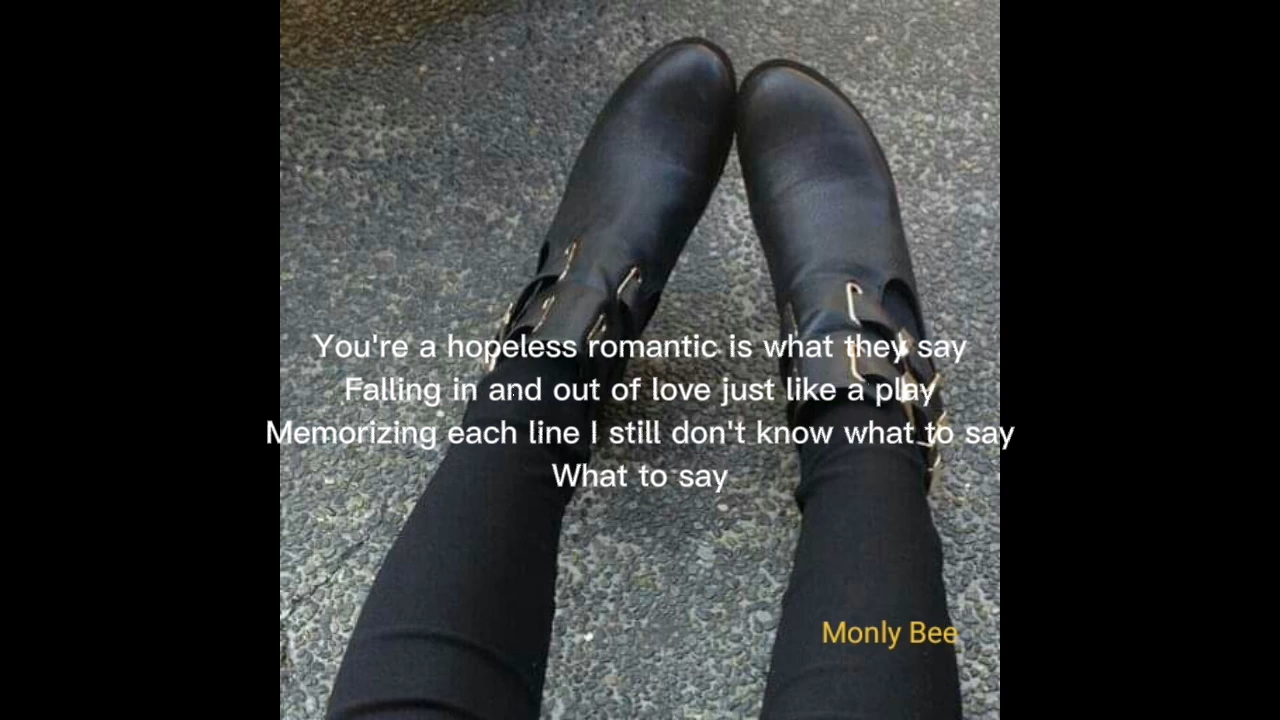 You're a hopeless romantic is what they say
Falling in and out of love just like a play
Memorizing each line I still don't know what to say
What to say
Monly Bee